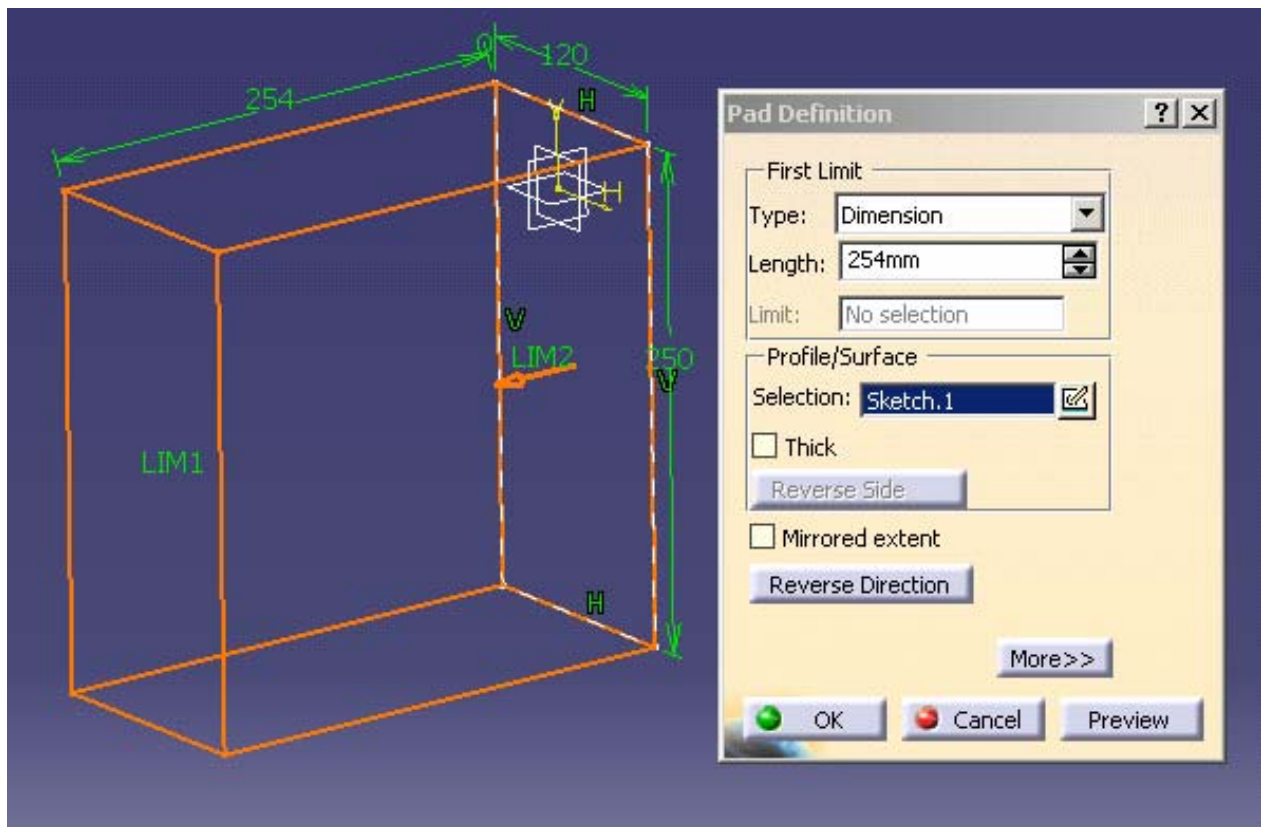 0
120
254
H
V
H
V
LIM2
250
V
LIM1
H
Pad Definition
? ×
First Limit
Type: Dimension
Length: 254mm
Limit: No selection
Profile/Surface
Selection: Sketch.1
Thick
Reverse Side
Mirrored extent
Reverse Direction
More>>
OK Cancel Preview